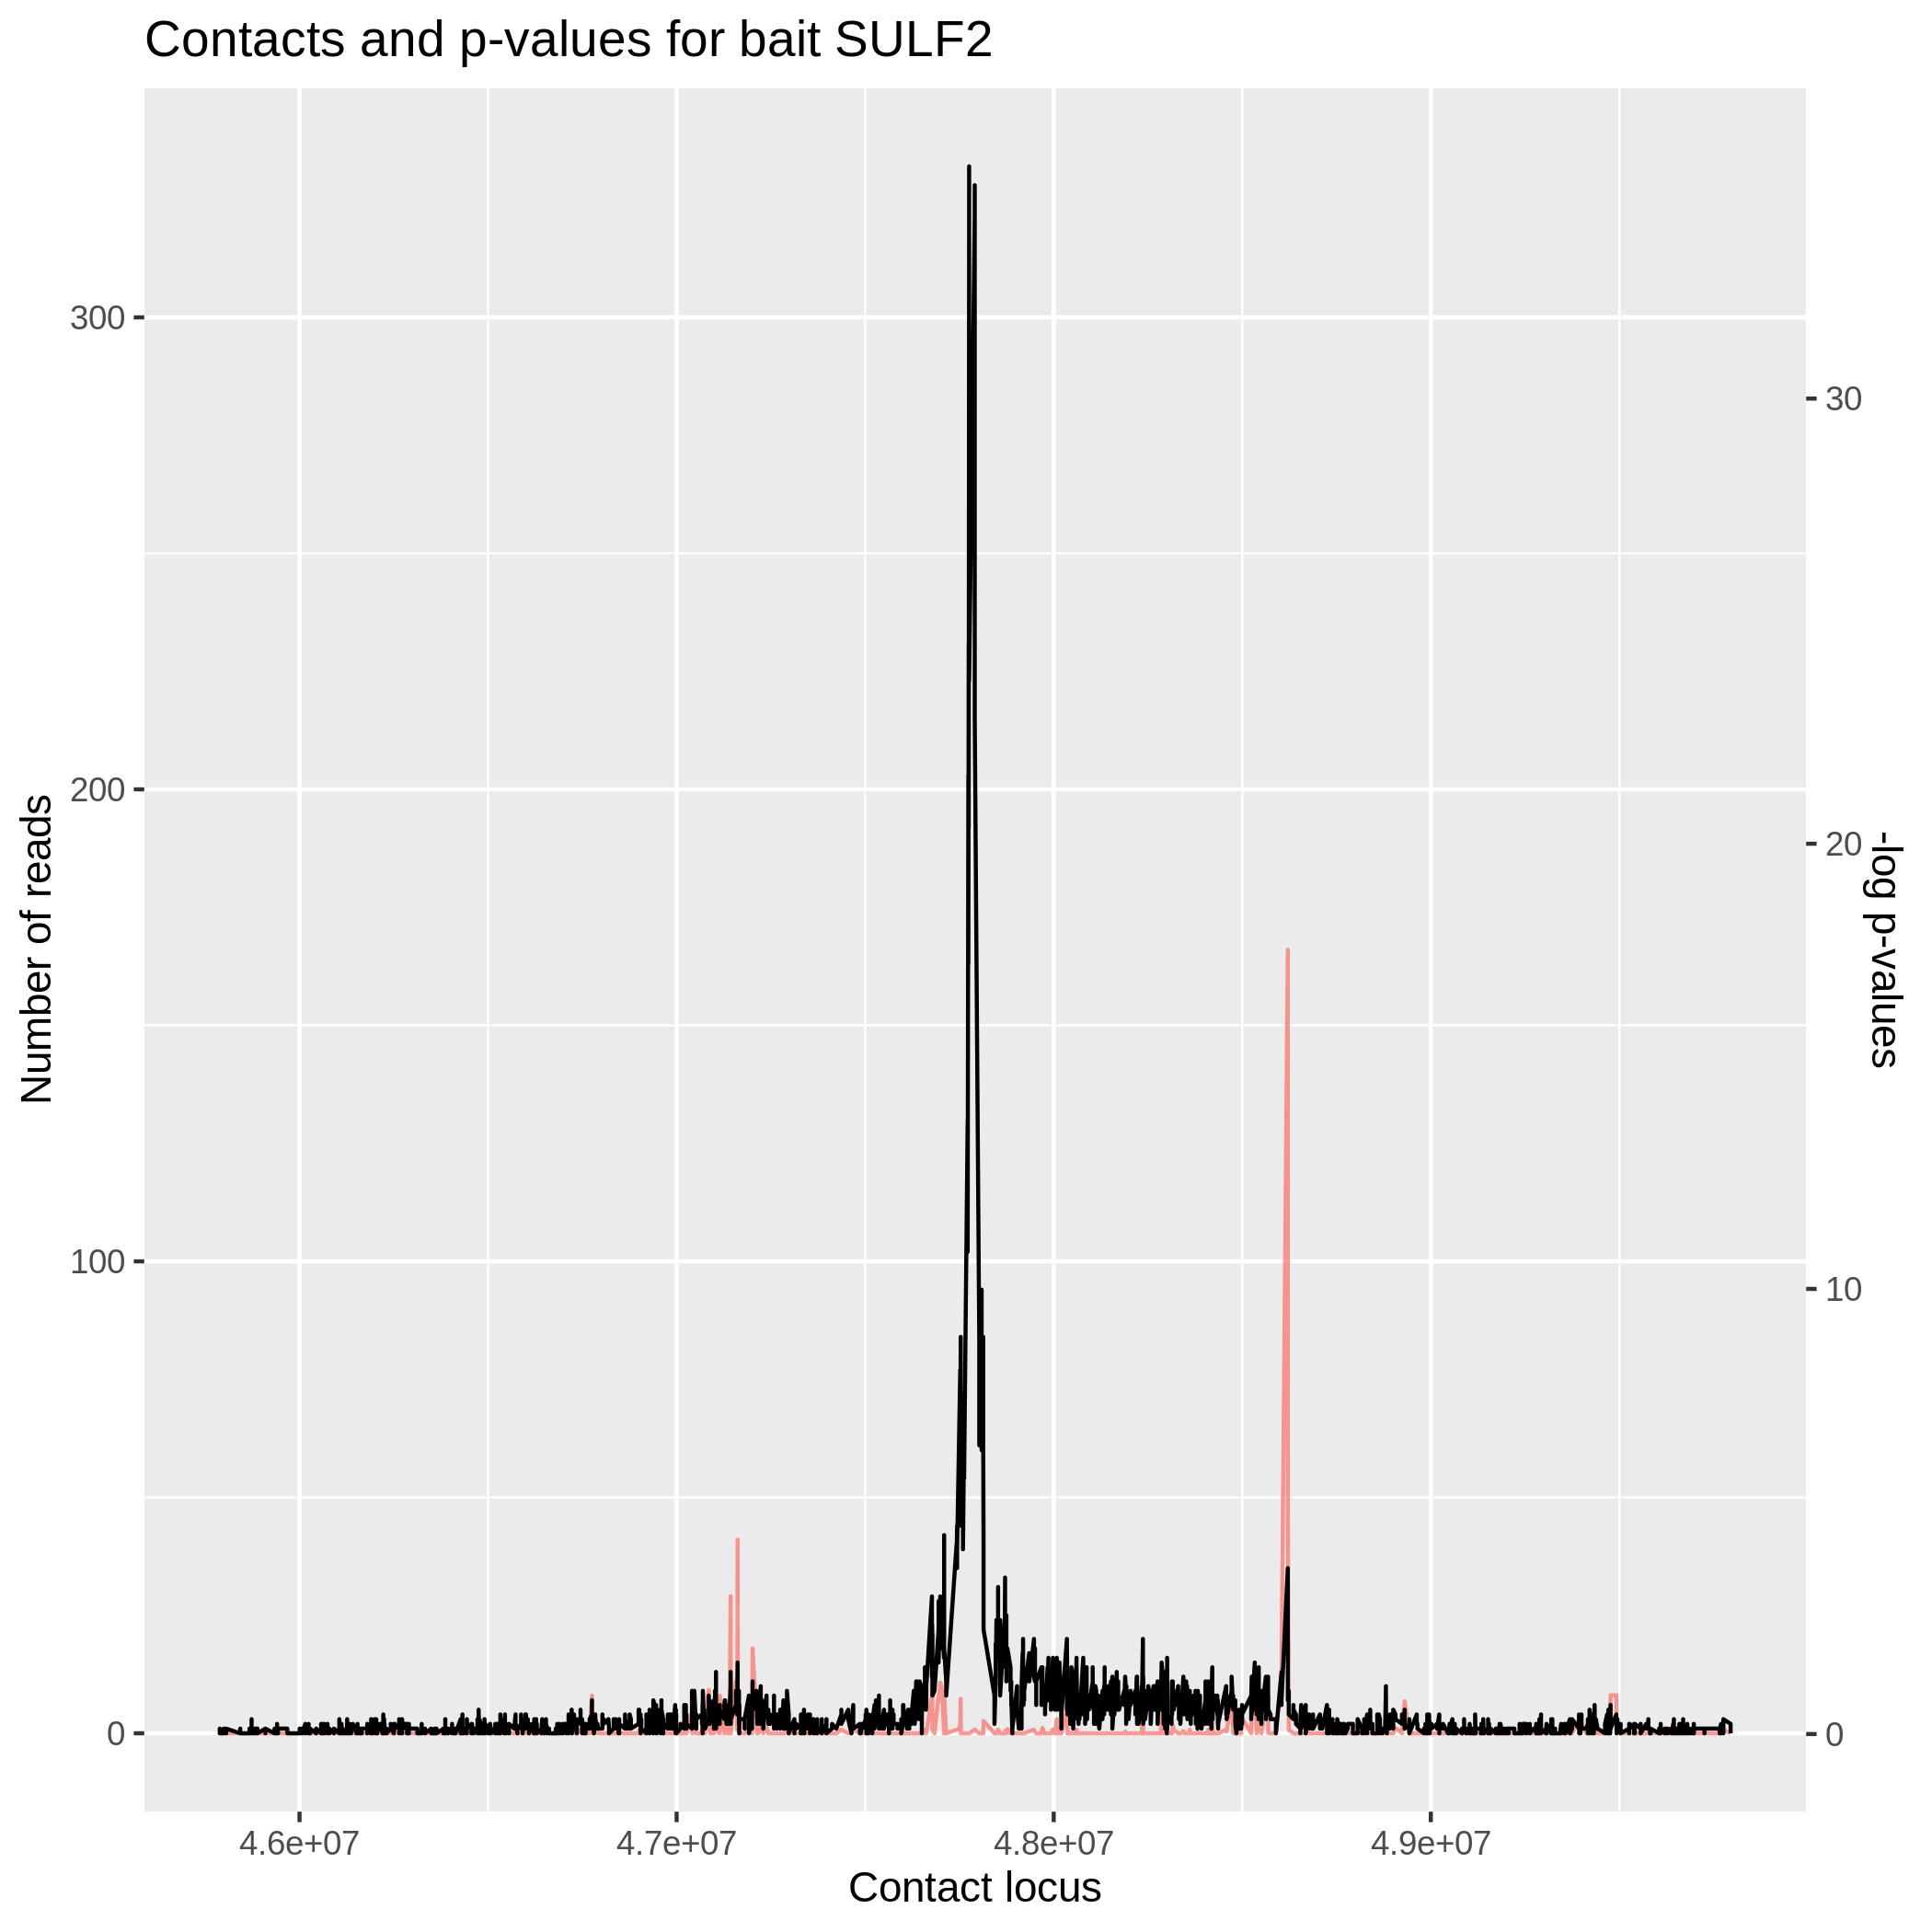 Contacts and p-values for bait SULF2
Number of reads
300
200
100
0
30
20
10
0
-log p-values
4.6e+07
4.7e+07
4.8e+07
4.9e+07
Contact locus